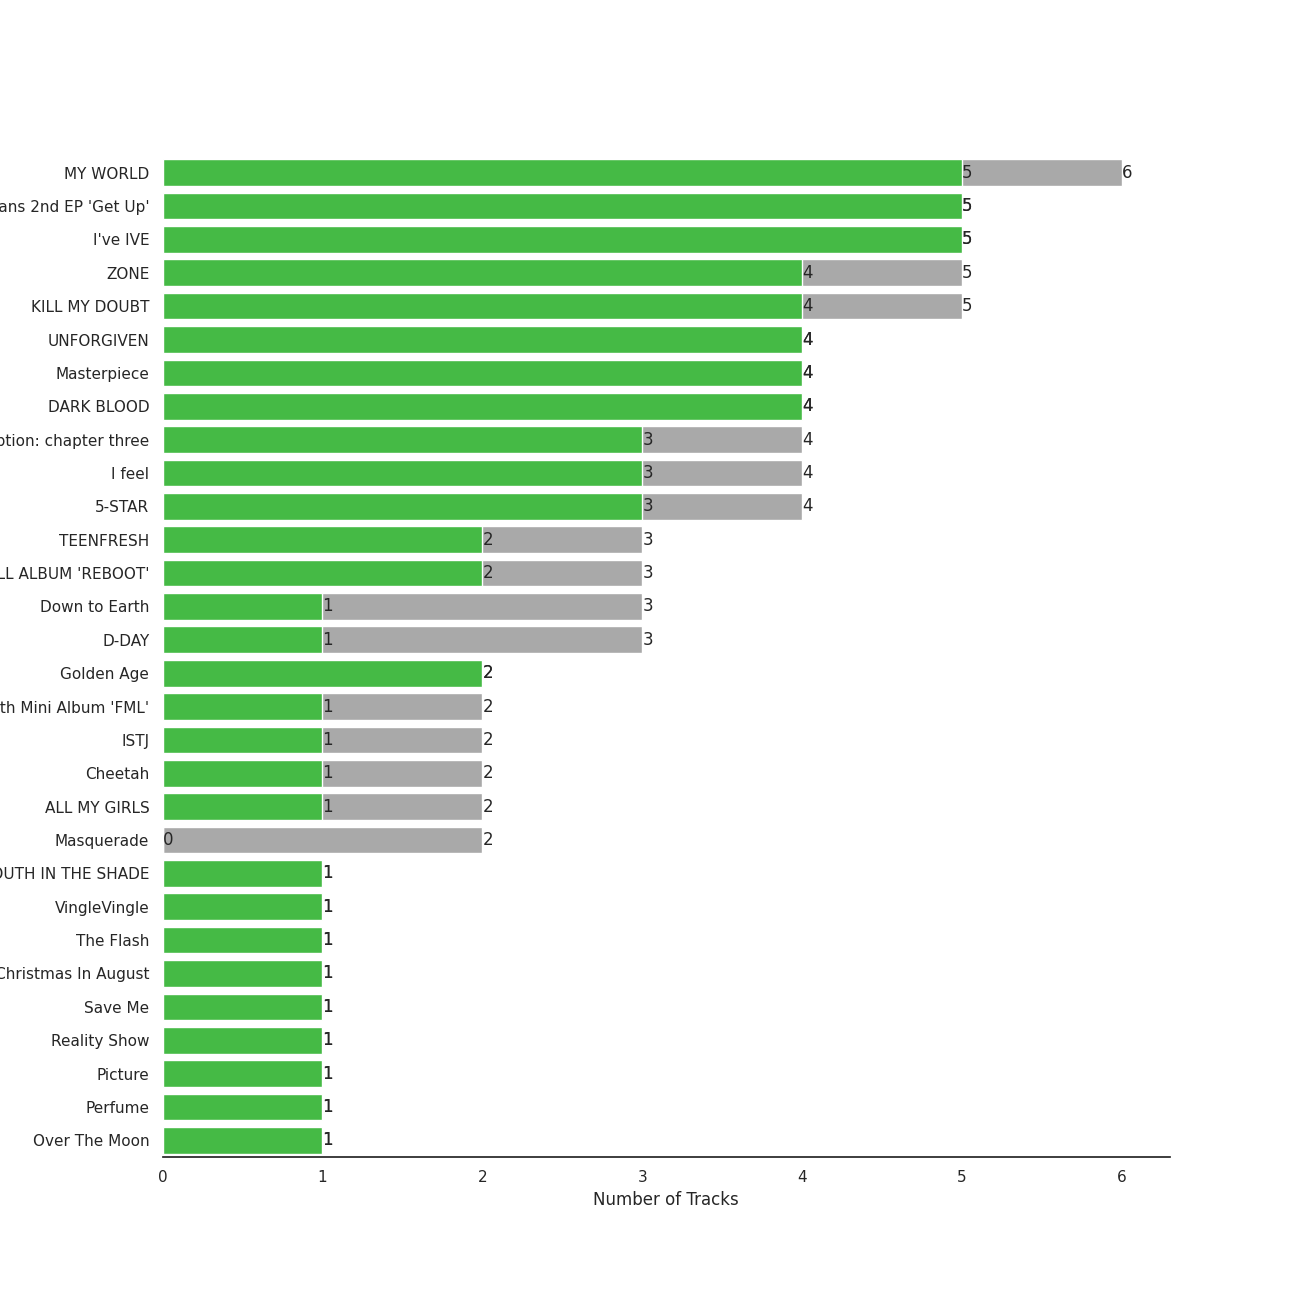 MY WORLD 5 6
ans 2nd EP 'Get Up' 5
I've IVE 5
ZONE 4 5
KILL MY DOUBT 4 5
UNFORGIVEN 4
Masterpiece 4
DARK BLOOD 4
ption: chapter three 3 4
I feel 3 4
5-STAR 3 4
TEENFRESH 2 3
LL ALBUM 'REBOOT' 2 3
Down to Earth 1 3
D-DAY 1 3
Golden Age 2
th Mini Album 'FML' 1 2
ISTJ 1 2
Cheetah 1 2
ALL MY GIRLS 1 2
Masquerade 0 2
OUTH IN THE SHADE 1
VingleVingle 1
The Flash 1
Christmas In August 1
Save Me 1
Reality Show 1
Picture 1
Perfume 1
Over The Moon 1
0 1 2 3 4 5 6
Number of Tracks